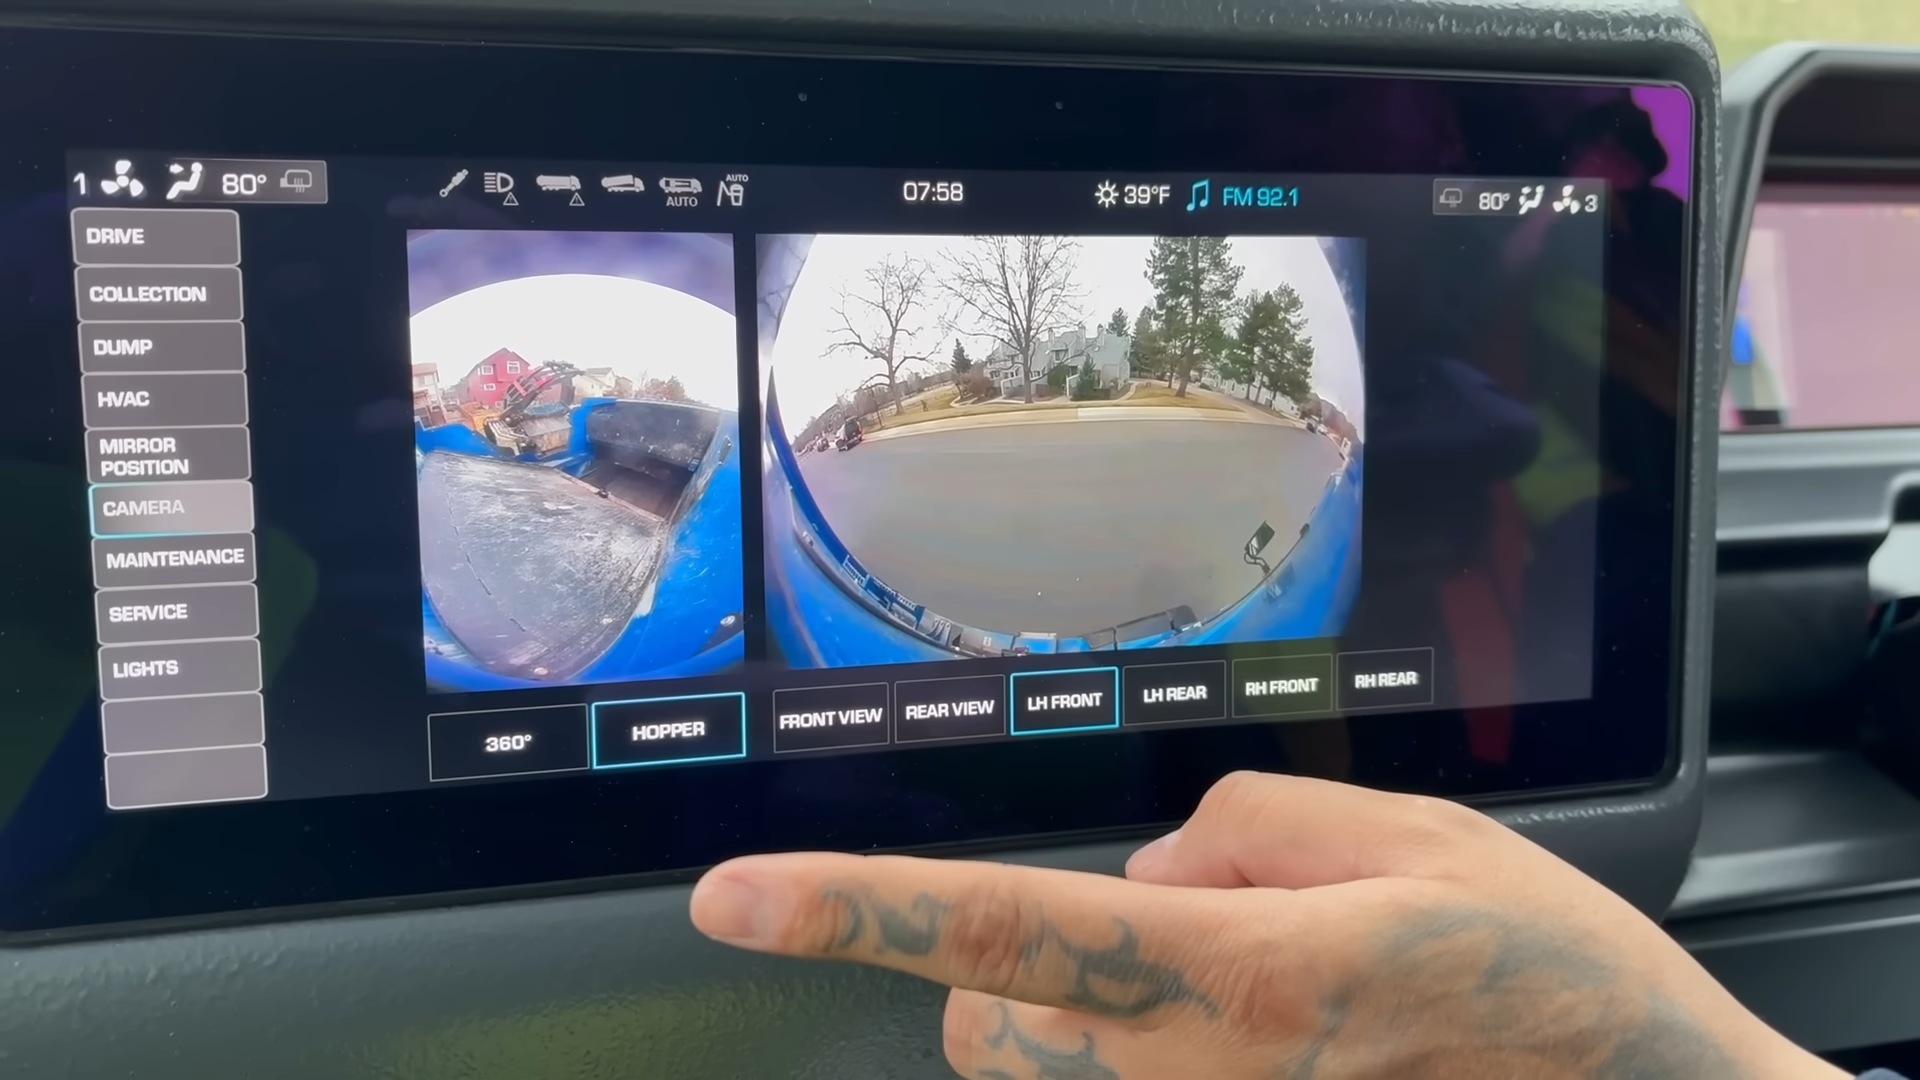 1 80°
AUTO
AUTO
07:58
39°F
FM 92.1
80° 3
DRIVE
COLLECTION
DUMP
HVAC
MIRROR
POSITION
CAMERA
MAINTENANCE
SERVICE
LIGHTS
360°
HOPPER
FRONT VIEW
REAR VIEW
LH FRONT
LH REAR
RH FRONT
RH REAR